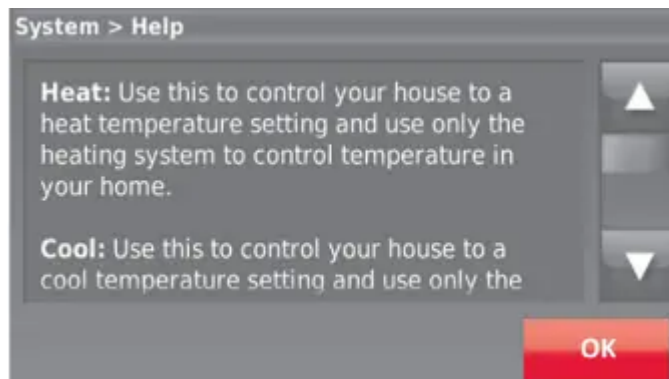 System > Help
Heat: Use this to control your house to a
heat temperature setting and use only the
heating system to control temperature in
your home.
Cool: Use this to control your house to a
cool temperature setting and use only the
OK